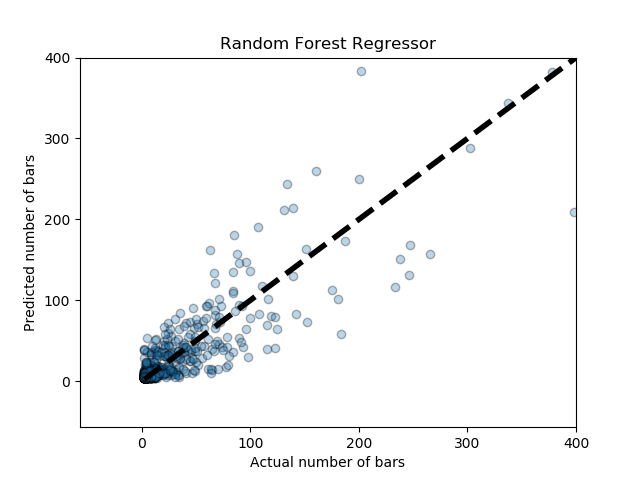 Random Forest Regressor
400
300
200
100
0
Predicted number of bars
0 100 200 300 400
Actual number of bars